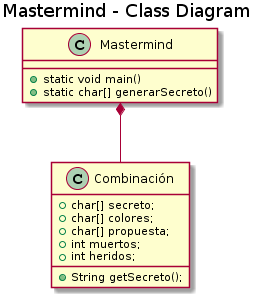 Mastermind - Class Diagram
C Mastermind
static void main()
static char[] generarSecreto()
C Combinación
char[] secreto;
char[] colores;
char[] propuesta;
int muertos;
int heridos;
String getSecreto();